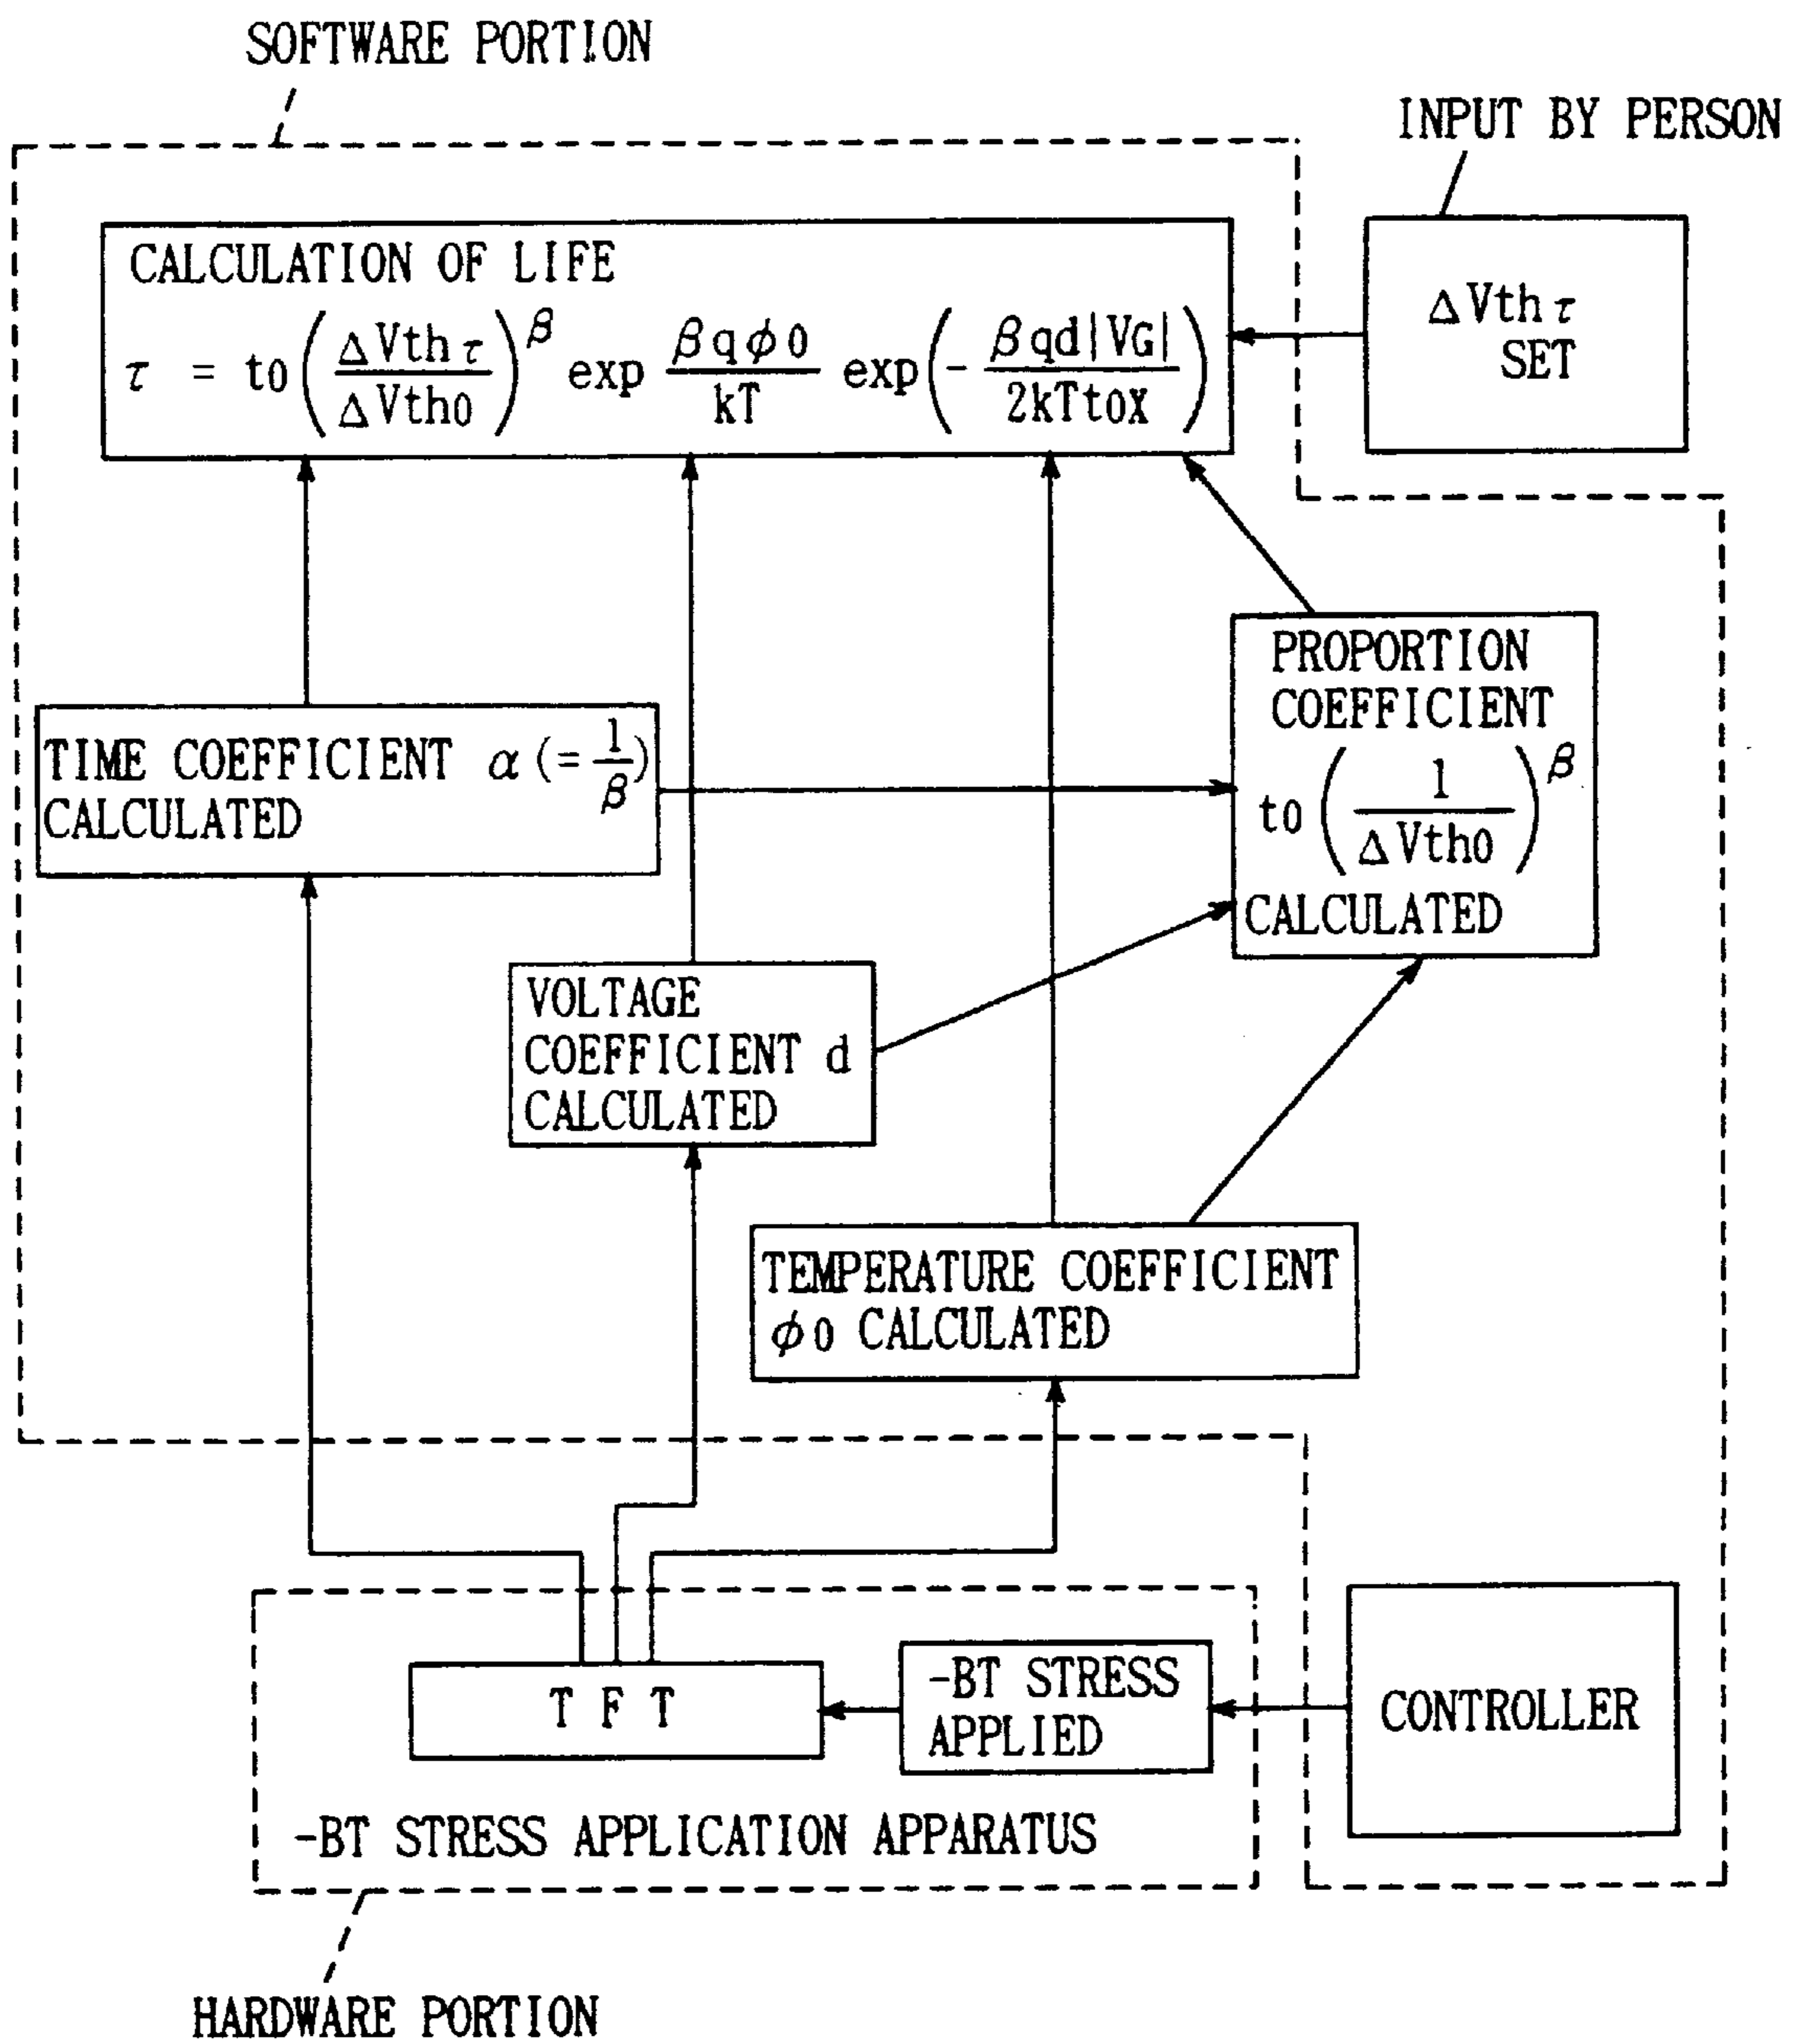 SOFTWARE PORTION
INPUT BY PERSON
CALCULATION OF LIFE
τ = t0 (ΔVthτ / ΔVth0)^β exp βqφ0 / kT exp(- βqd|VG| / 2kTtox)
ΔVthτ
SET
TIME COEFFICIENT α (= 1/β)
CALCULATED
PROPORTION
COEFFICIENT
t0 (1 / ΔVth0)^β
CALCULATED
VOLTAGE
COEFFICIENT d
CALCULATED
TEMPERATURE COEFFICIENT
φ0 CALCULATED
T F T
-BT STRESS
APPLIED
CONTROLLER
-BT STRESS APPLICATION APPARATUS
HARDWARE PORTION